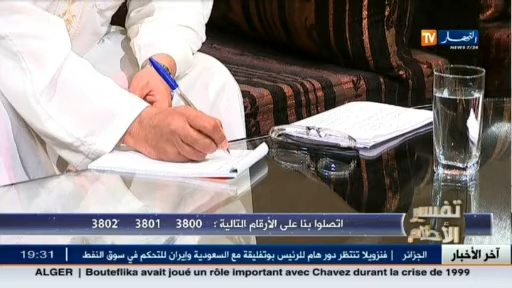 النهار TV
NEWS 7/24
تفسير
الأحلام
اتصلوا بنا على الأرقام التالية : 3800 3801 3802
آخر الأخبار
الجزائر | فنزويلا تنتظر دور هام للرئيس بوتفليقة مع السعودية وإيران للتحكم في سوق النفط
19:31
ALGER | Bouteflika avait joué un rôle important avec Chavez durant la crise de 1999